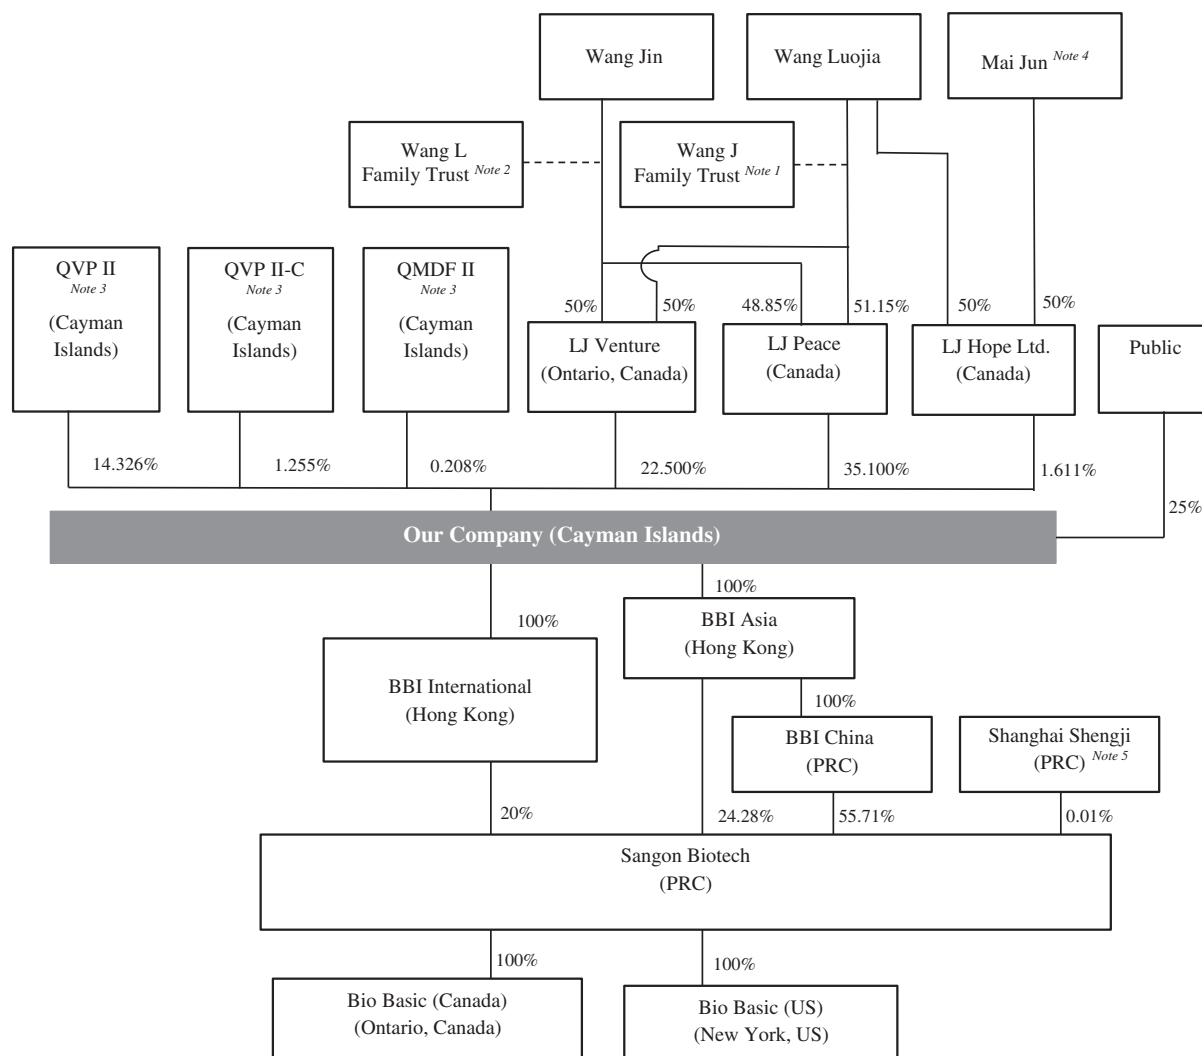 Wang Jin
Wang Luojia
Mai Jun Note 4
Wang L
Family Trust Note 2
Wang J
Family Trust Note 1
QVP II
Note 3
(Cayman
Islands)
QVP II-C
Note 3
(Cayman
Islands)
QMDF II
Note 3
(Cayman
Islands)
50%
50%
48.85%
51.15%
50%
50%
LJ Venture
(Ontario, Canada)
LJ Peace
(Canada)
LJ Hope Ltd.
(Canada)
Public
14.326%
1.255%
0.208%
22.500%
35.100%
1.611%
25%
Our Company (Cayman Islands)
100%
100%
BBI Asia
(Hong Kong)
BBI International
(Hong Kong)
100%
BBI China
(PRC)
Shanghai Shengji
(PRC) Note 5
20%
24.28%
55.71%
0.01%
Sangon Biotech
(PRC)
100%
100%
Bio Basic (Canada)
(Ontario, Canada)
Bio Basic (US)
(New York, US)